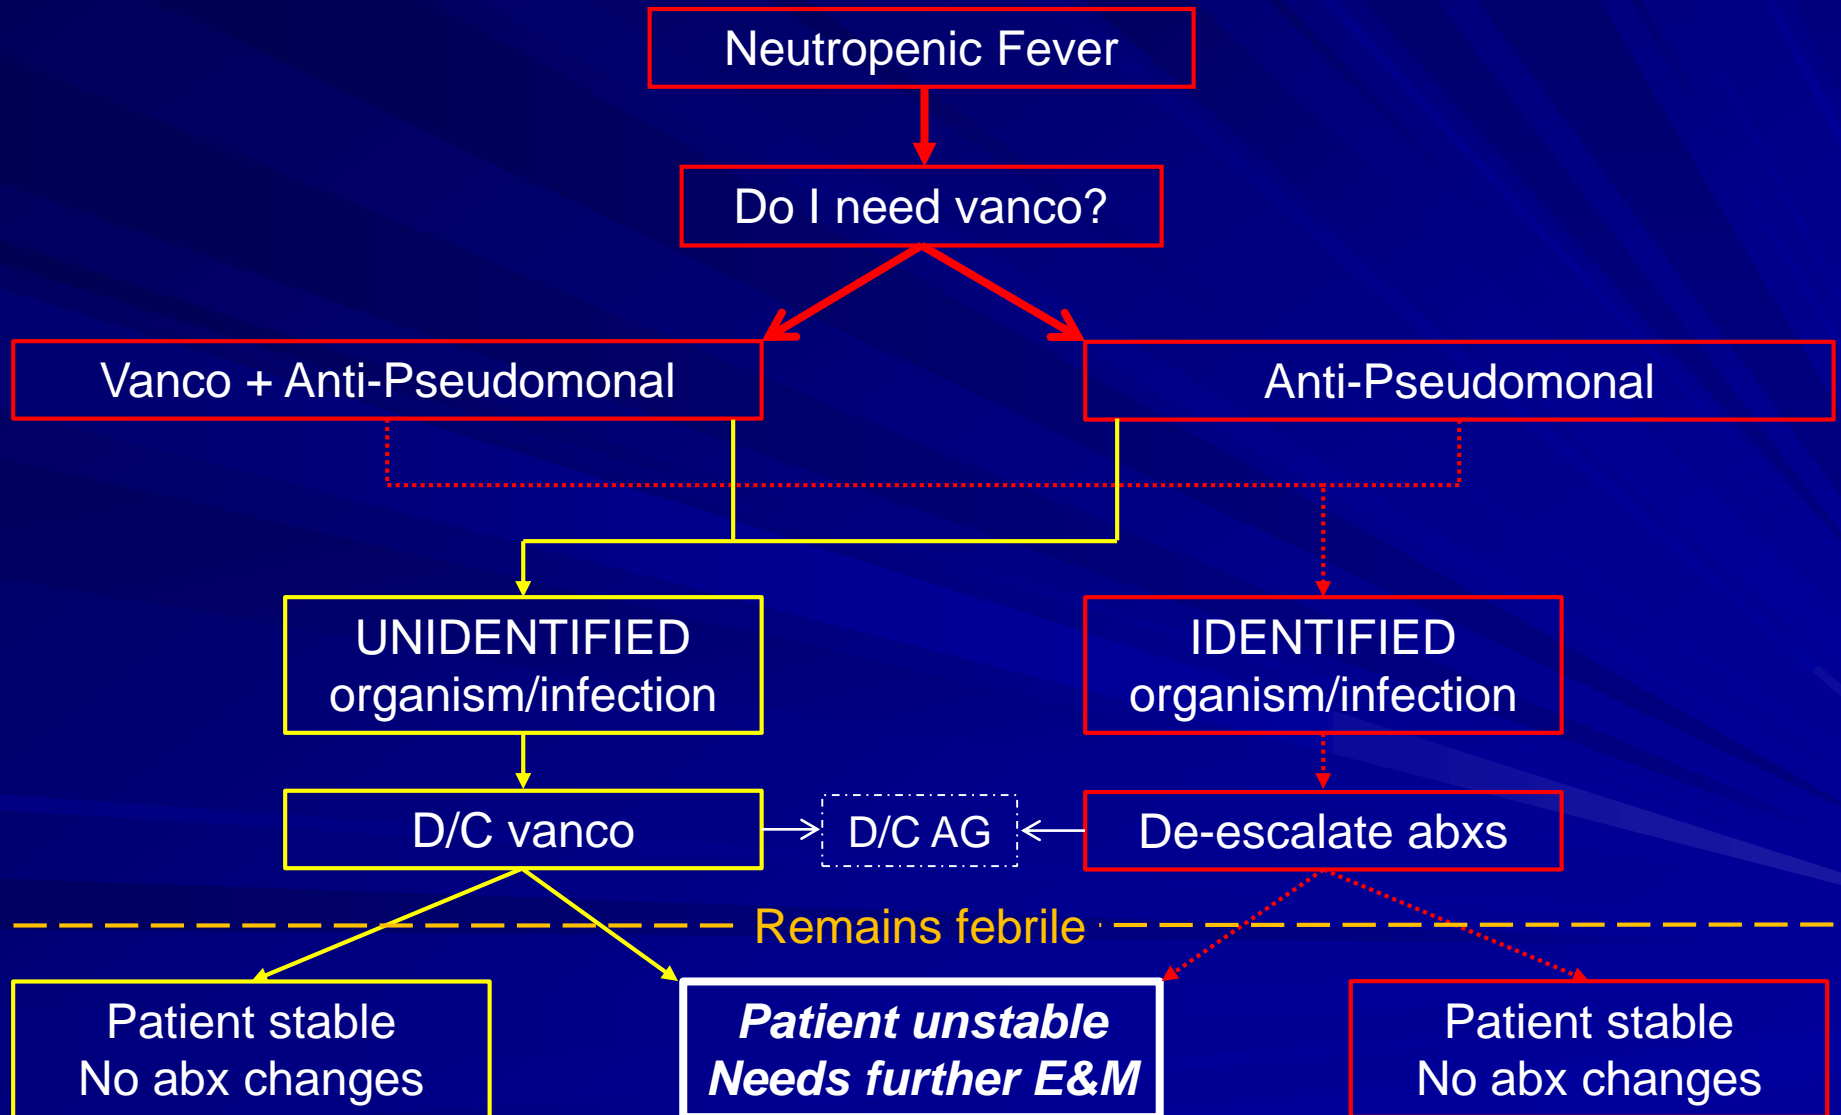 Neutropenic Fever
Do I need vanco?
Vanco + Anti-Pseudomonal
Anti-Pseudomonal
UNIDENTIFIED
organism/infection
IDENTIFIED
organism/infection
D/C vanco
D/C AG
De-escalate abxs
Remains febrile
Patient stable
No abx changes
Patient unstable
Needs further E&M
Patient stable
No abx changes